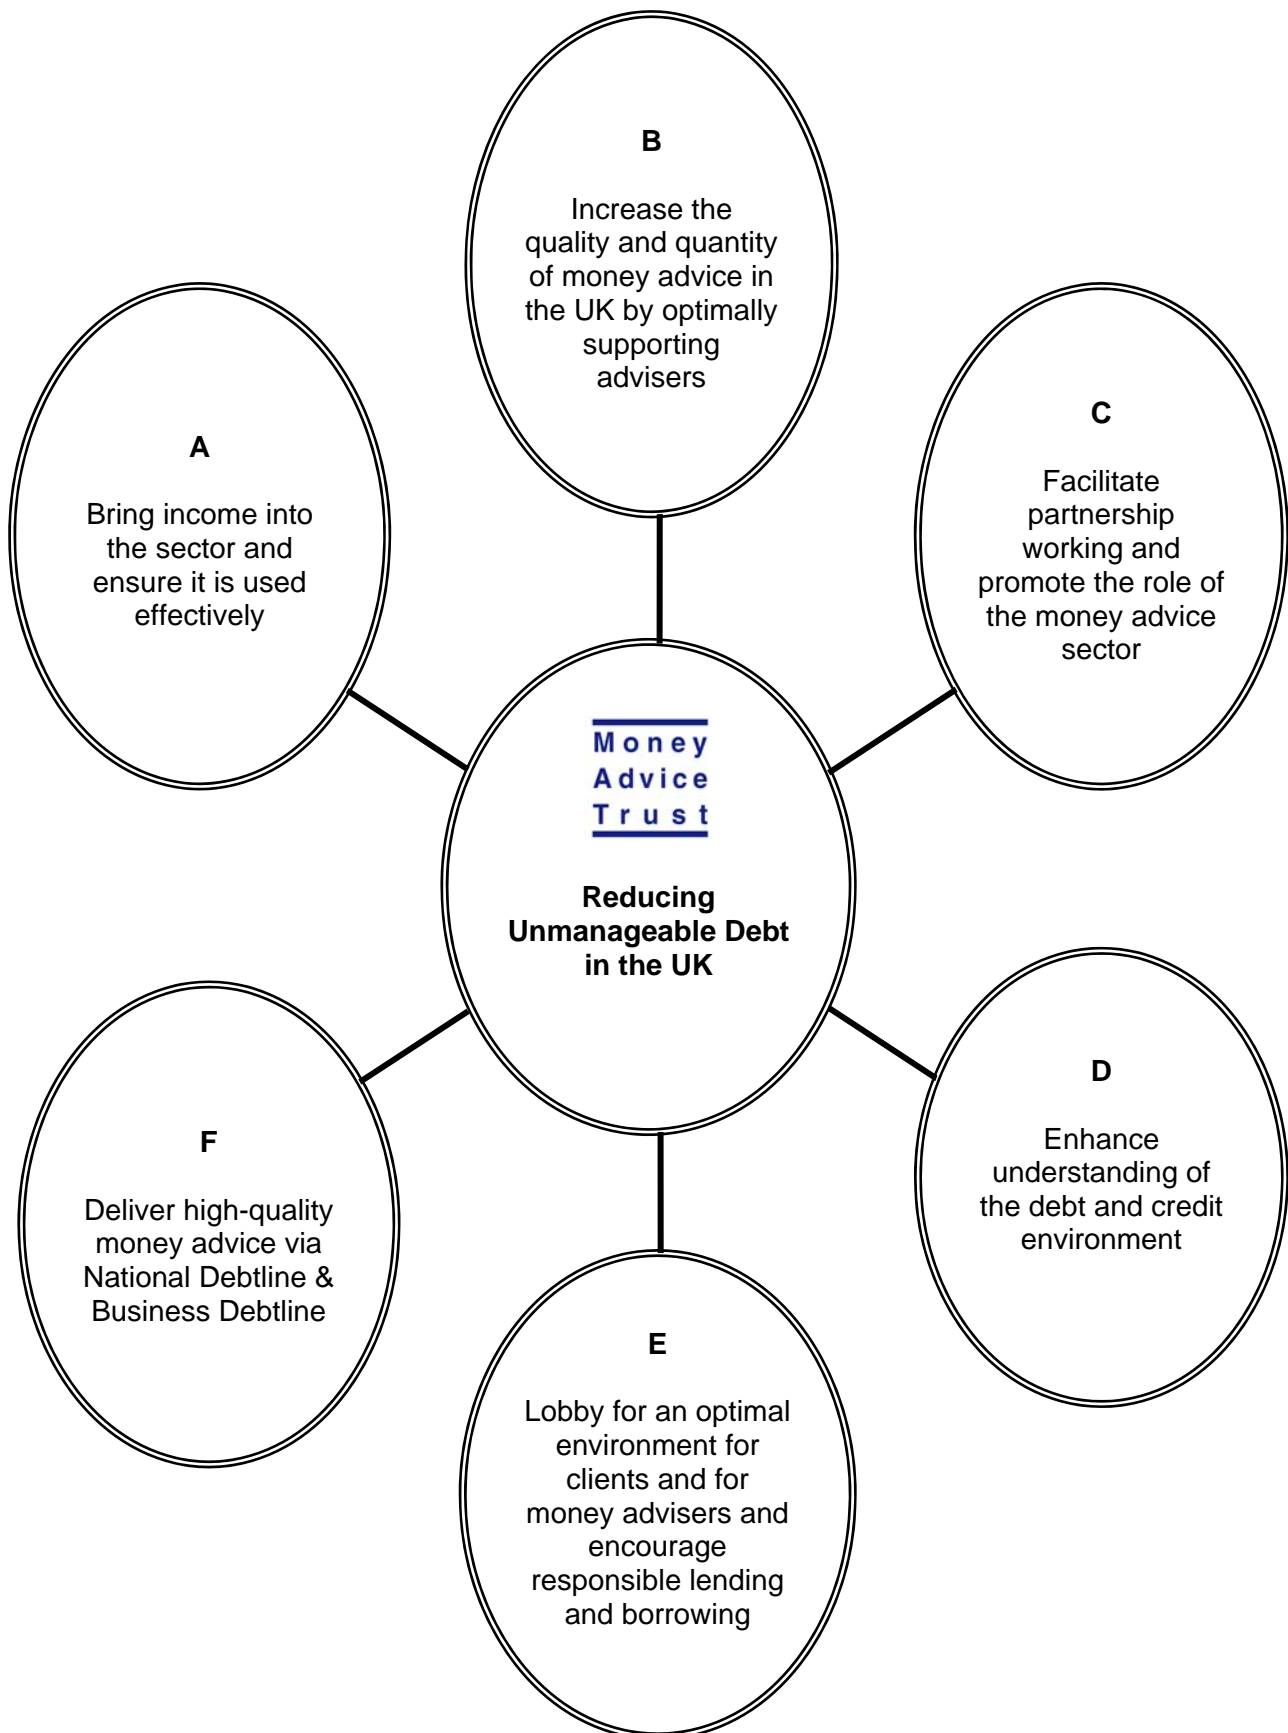 B
Increase the
quality and quantity
of money advice in
the UK by optimally
supporting
advisers
A
Bring income into
the sector and
ensure it is used
effectively
C
Facilitate
partnership
working and
promote the role of
the money advice
sector
Money
Advice
Trust
Reducing
Unmanageable Debt
in the UK
F
Deliver high-quality
money advice via
National Debtline &
Business Debtline
D
Enhance
understanding of
the debt and credit
environment
E
Lobby for an optimal
environment for
clients and for
money advisers and
encourage
responsible lending
and borrowing